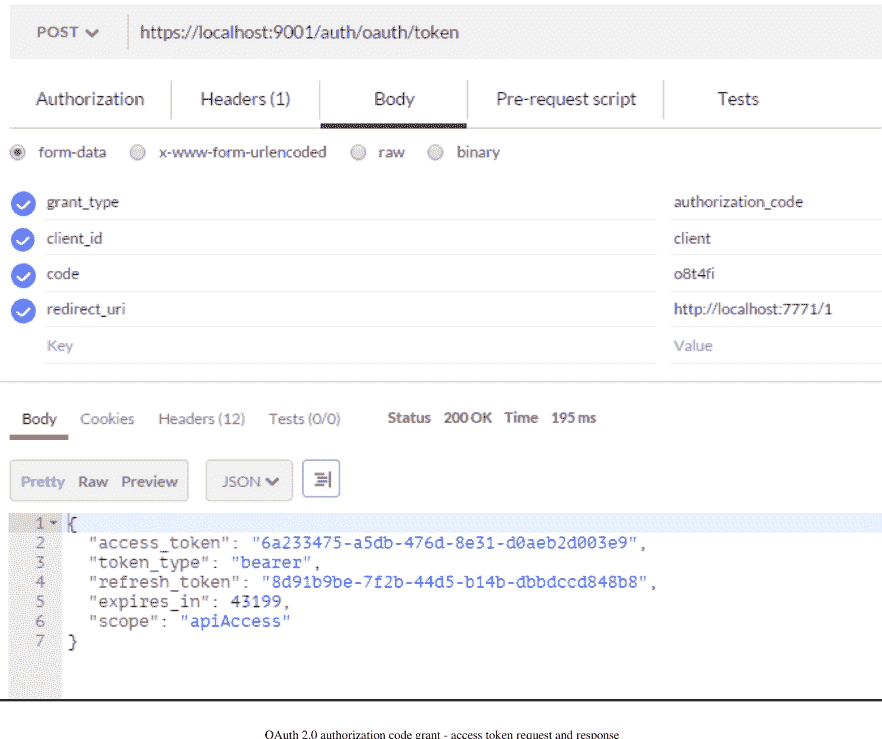 POST https://localhost:9001/auth/oauth/token
Authorization Headers (1) Body Pre-request script Tests
form-data x-www-form-urlencoded raw binary
grant_type authorization_code
client_id client
code o8t4fi
redirect_uri http://localhost:7771/1
Key Value
Body Cookies Headers (12) Tests (0/0) Status 200 OK Time 195 ms
Pretty Raw Preview JSON
1 {
2 "access_token": "6a233475-a5db-476d-8e31-d0aeb2d003e9",
3 "token_type": "bearer",
4 "refresh_token": "8d91b9be-7f2b-44d5-b14b-dbbdccd848b8",
5 "expires_in": 43199,
6 "scope": "apiAccess"
7 }
OAuth 2.0 authorization code grant - access token request and response